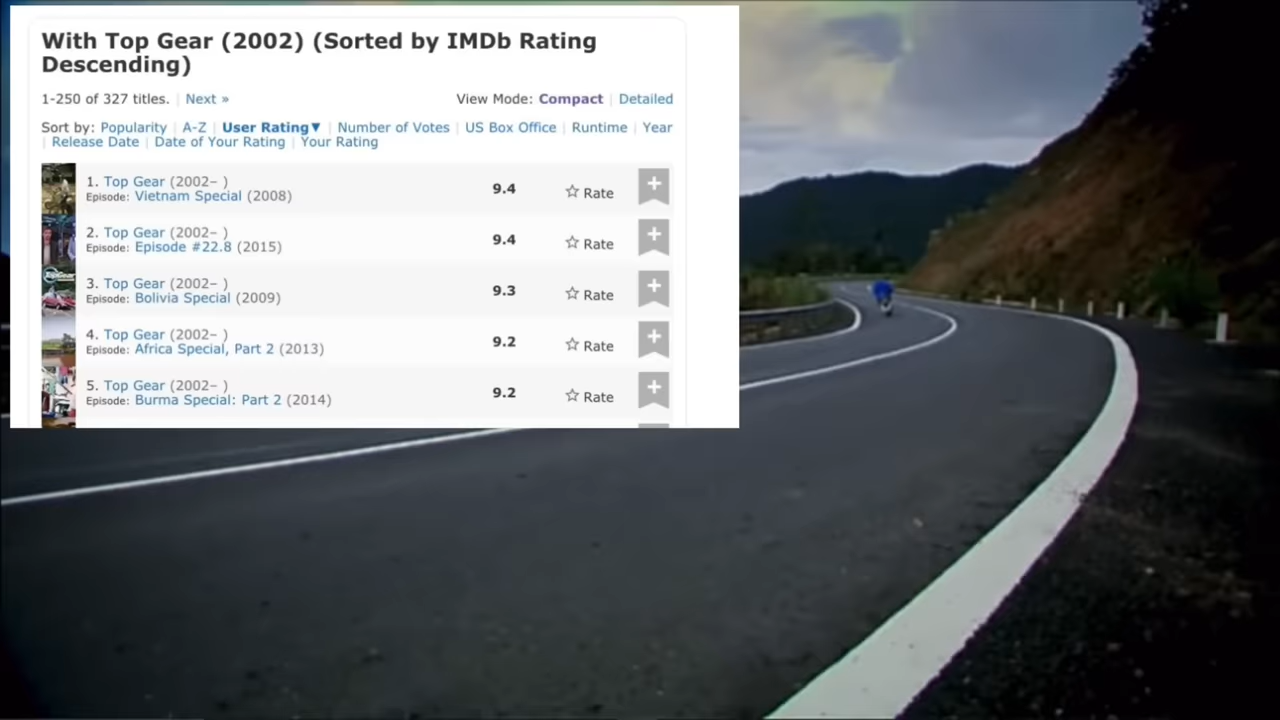 With Top Gear (2002) (Sorted by IMDb Rating
Descending)
1-250 of 327 titles. | Next »
View Mode: Compact | Detailed
Sort by: Popularity | A-Z | User Rating▼ | Number of Votes | US Box Office | Runtime | Year
| Release Date | Date of Your Rating | Your Rating
1. Top Gear (2002– )
Episode: Vietnam Special (2008)
9.4
Rate
2. Top Gear (2002– )
Episode: Episode #22.8 (2015)
9.4
Rate
3. Top Gear (2002– )
Episode: Bolivia Special (2009)
9.3
Rate
4. Top Gear (2002– )
Episode: Africa Special, Part 2 (2013)
9.2
Rate
5. Top Gear (2002– )
Episode: Burma Special: Part 2 (2014)
9.2
Rate